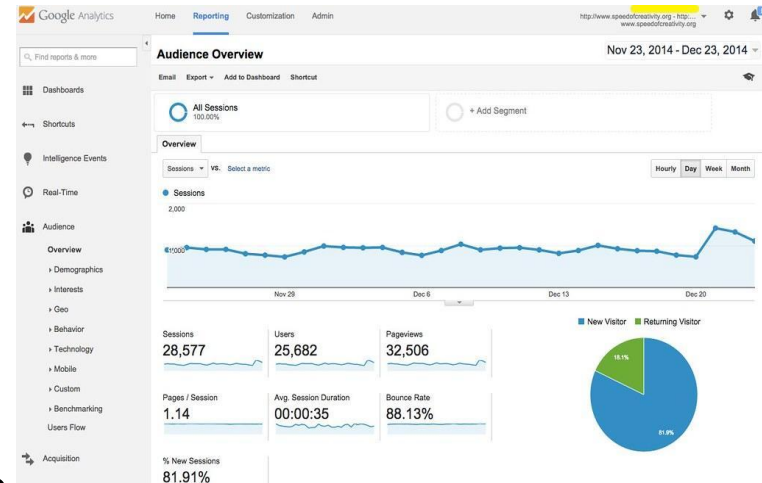 Google Analytics
Home Reporting Customization Admin
http://www.speedofcreativity.org - http:...
www.speedofcreativity.org
Find reports & more
Audience Overview
Nov 23, 2014 - Dec 23, 2014
Email Export Add to Dashboard Shortcut
Dashboards
Shortcuts
Intelligence Events
Real-Time
Audience
Overview
Demographics
Interests
Geo
Behavior
Technology
Mobile
Custom
Benchmarking
Users Flow
Acquisition
All Sessions
100.00%
+ Add Segment
Overview
Sessions VS. Select a metric
Hourly Day Week Month
Sessions
2,000
1,000
Nov 29 Dec 6 Dec 13 Dec 20
New Visitor Returning Visitor
Sessions
28,577
Users
25,682
Pageviews
32,506
Pages / Session
1.14
Avg. Session Duration
00:00:35
Bounce Rate
88.13%
% New Sessions
81.91%
18.1%
81.9%